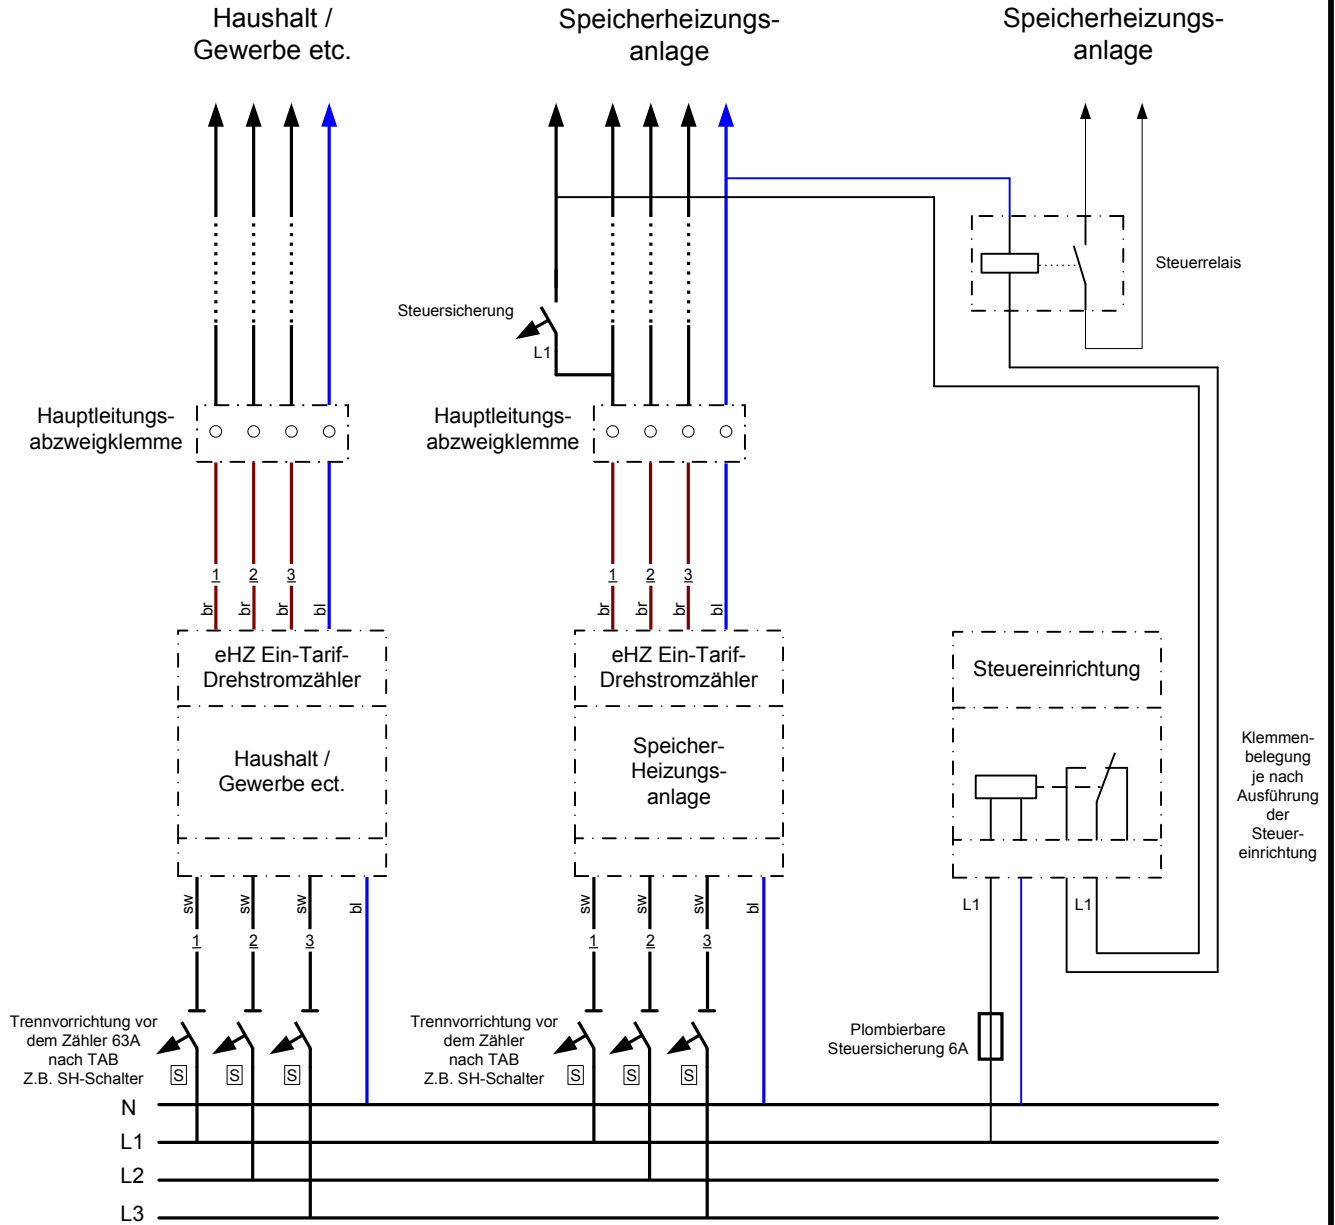 Haushalt /
Gewerbe etc.
Speicherheizungs-
anlage
Speicherheizungs-
anlage
Steuerrelais
Steuersicherung
L1
Hauptleitungs-
abzweigklemme
Hauptleitungs-
abzweigklemme
1 2 3
br br br bl
1 2 3
br br br bl
eHZ Ein-Tarif-
Drehstromzähler
Haushalt /
Gewerbe ect.
eHZ Ein-Tarif-
Drehstromzähler
Speicher-
Heizungs-
anlage
Steuereinrichtung
Klemmen-
belegung
je nach
Ausführung
der
Steuer-
einrichtung
sw sw sw bl
1 2 3
sw sw sw bl
1 2 3
L1 L1
Trennvorrichtung vor
dem Zähler 63A
nach TAB
Z.B. SH-Schalter
S S S
Trennvorrichtung vor
dem Zähler
nach TAB
Z.B. SH-Schalter
S S S
Plombierbare
Steuersicherung 6A
N
L1
L2
L3